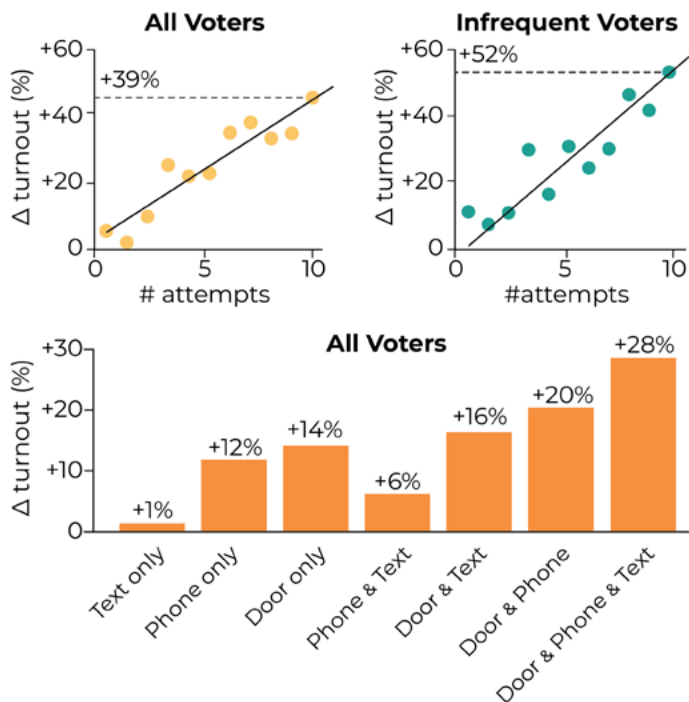 All Voters
+60
+39%
+40
+20
0
Δ turnout (%)
0 5 10
# attempts
Infrequent Voters
+60
+52%
+40
+20
0
Δ turnout (%)
0 5 10
#attempts
All Voters
+30
+20
+10
0
Δ turnout (%)
+1%
+12%
+14%
+6%
+16%
+20%
+28%
Text only
Phone only
Door only
Phone & Text
Door & Text
Door & Phone
Door & Phone & Text